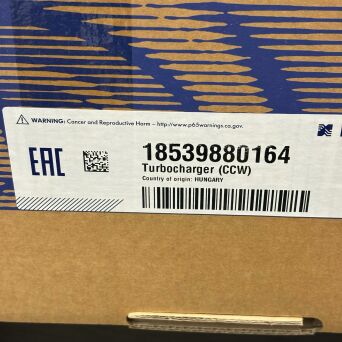 WARNING: Cancer and Reproductive Harm – http://www.p65warnings.ca.gov.
EAC
18539880164
Turbocharger (CCW)
Country of origin: HUNGARY